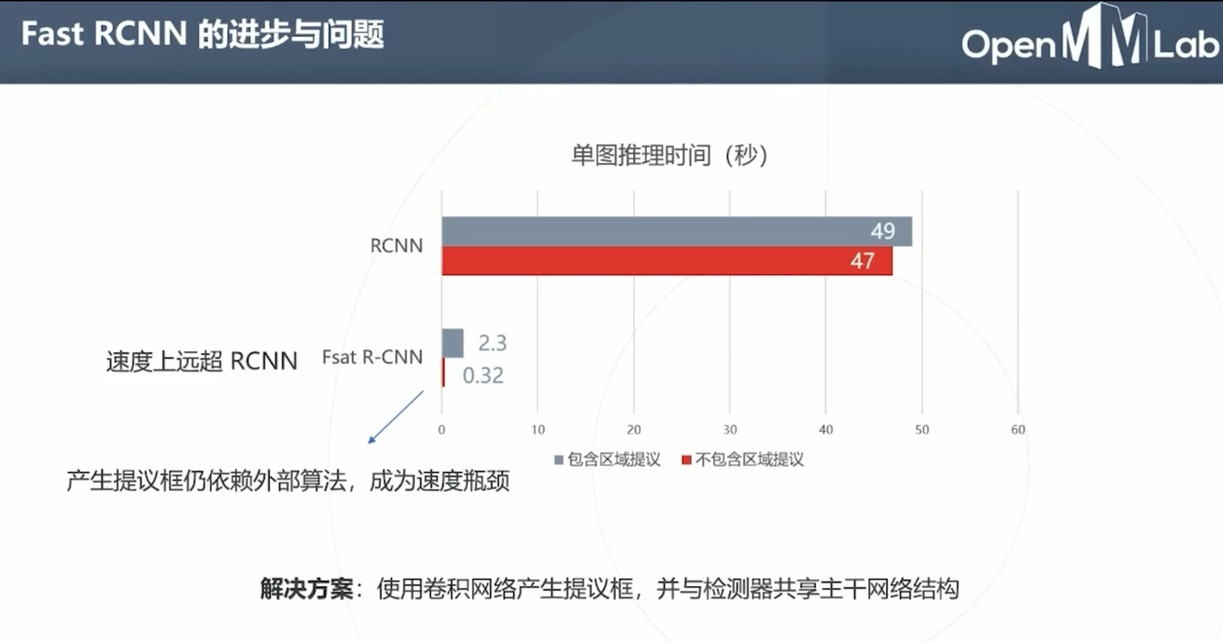 Fast RCNN 的进步与问题
OpenMMLab
单图推理时间（秒）
RCNN
49
47
速度上远超 RCNN
Fsat R-CNN
2.3
0.32
0 10 20 30 40 50 60
包含区域提议 不包含区域提议
产生提议框仍依赖外部算法，成为速度瓶颈
解决方案：使用卷积网络产生提议框，并与检测器共享主干网络结构